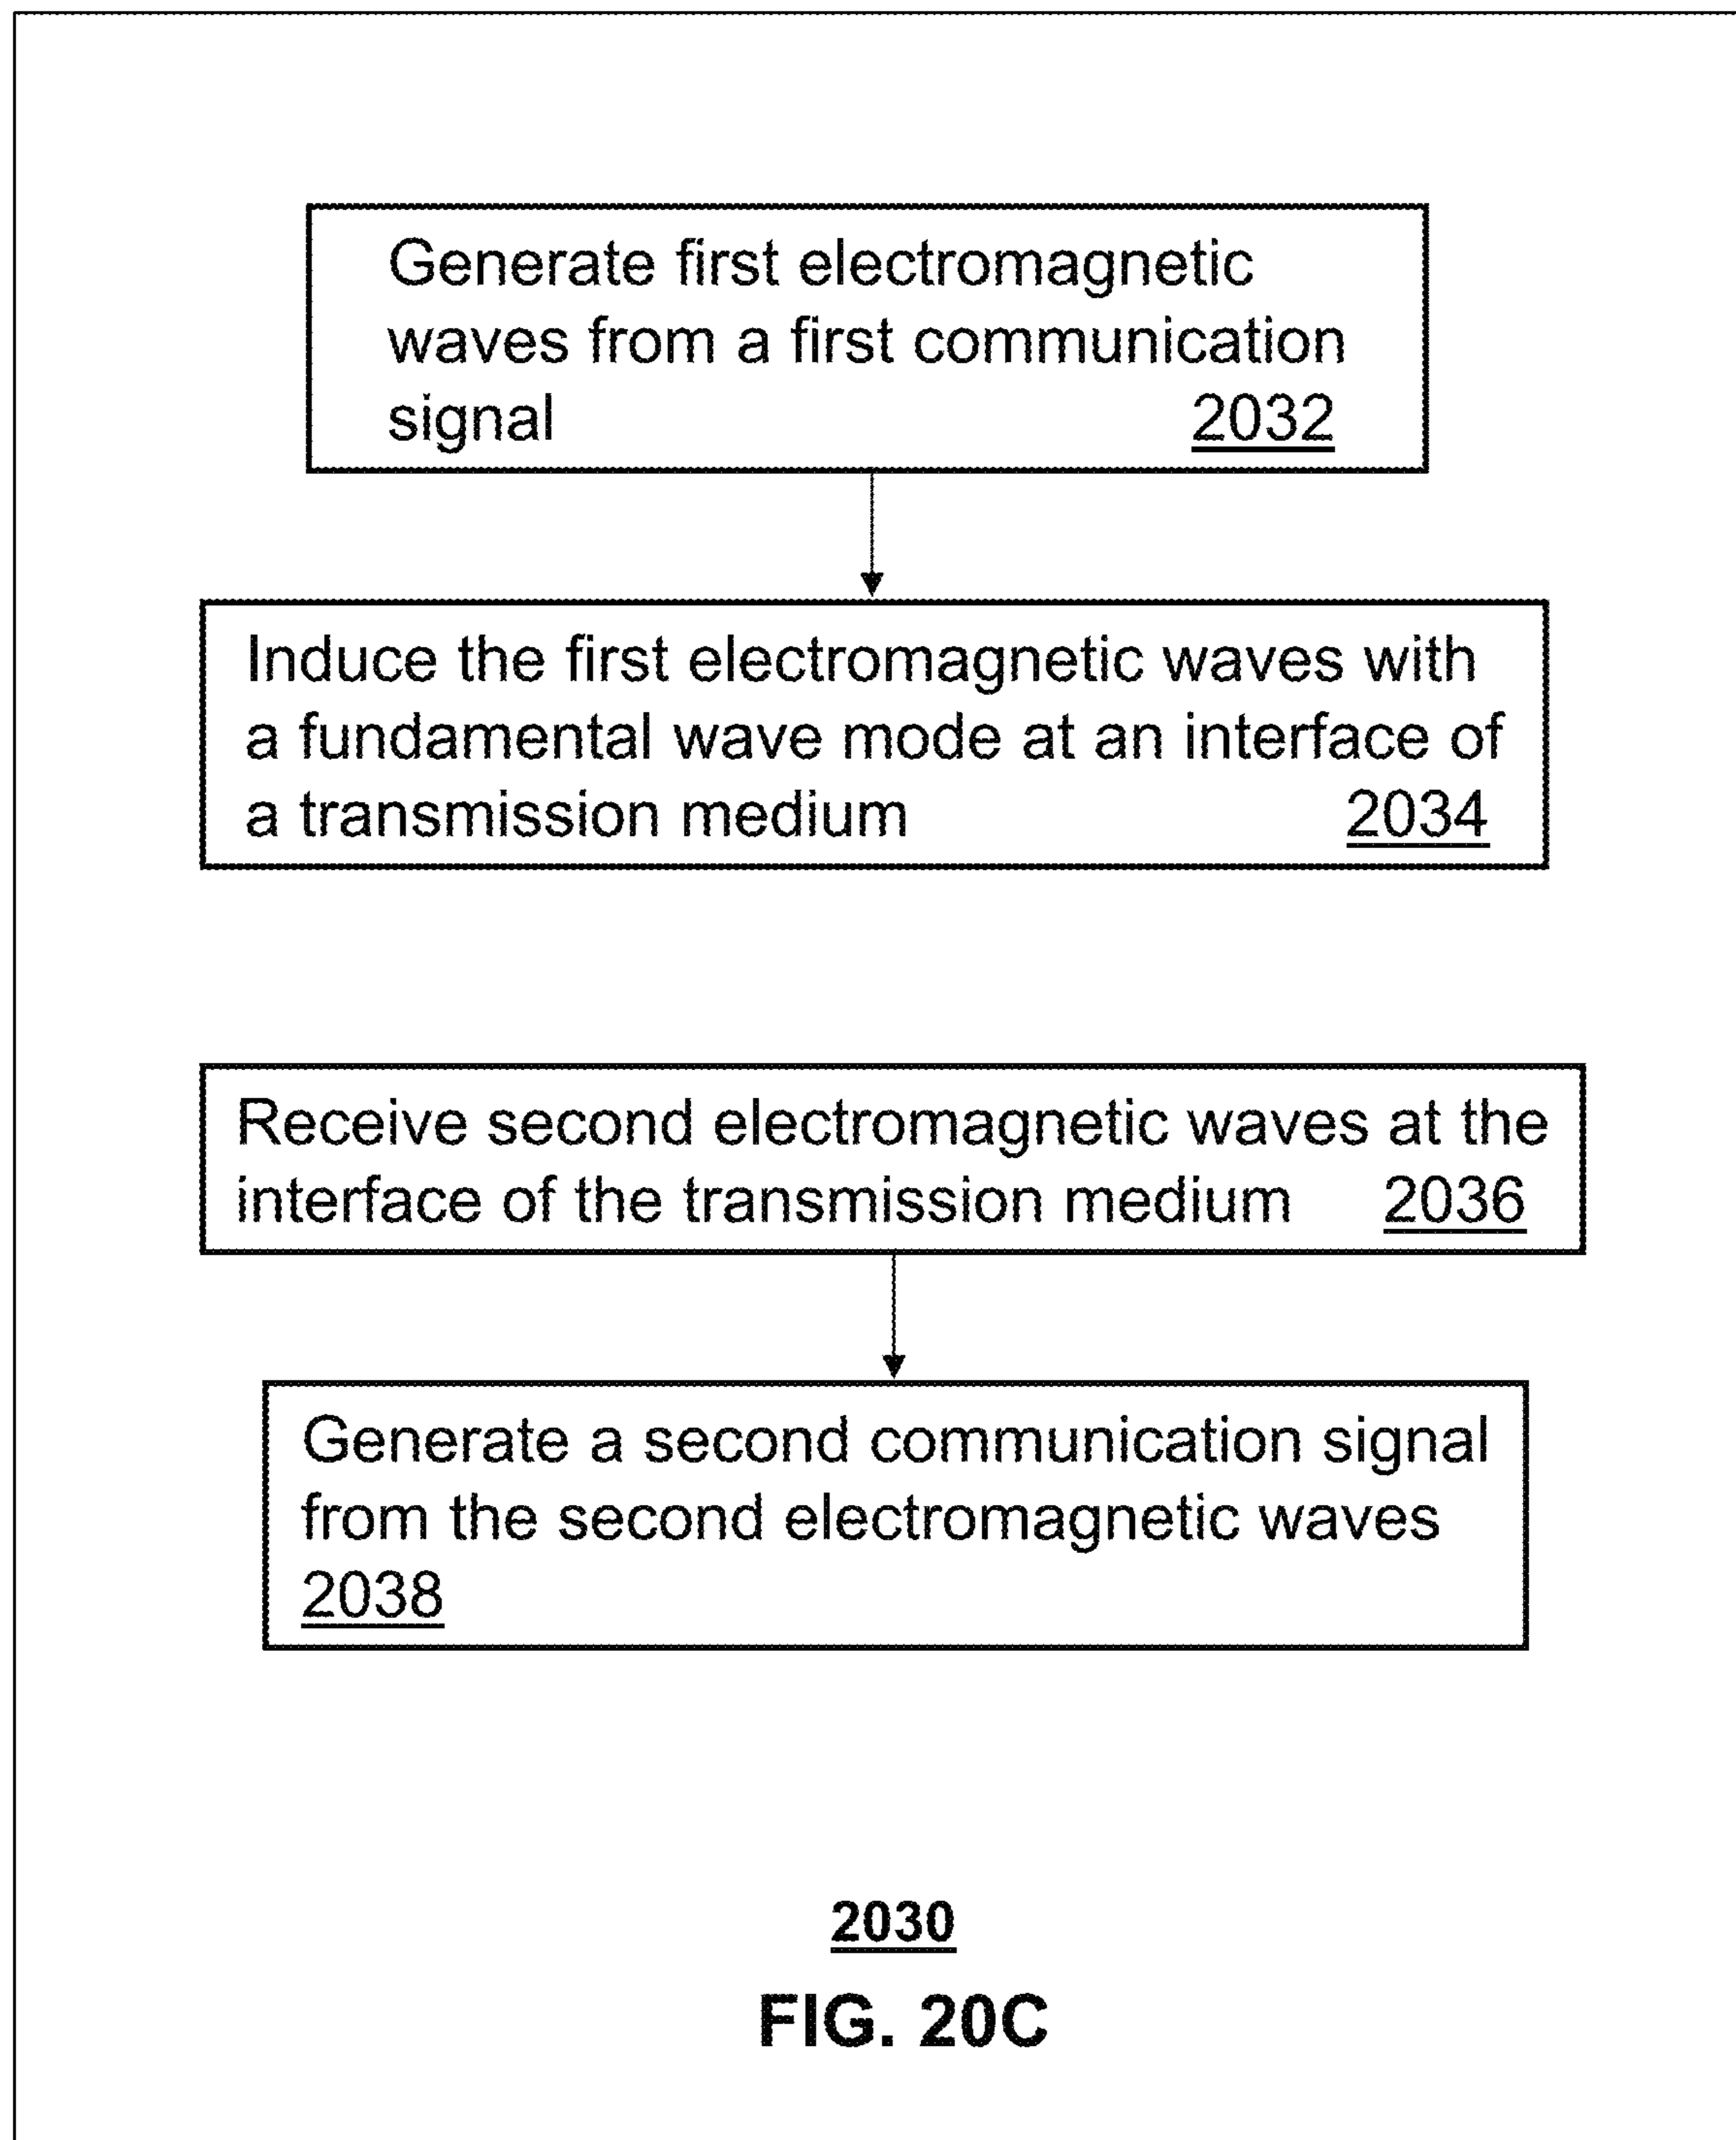 Generate first electromagnetic
waves from a first communication
signal 2032
Induce the first electromagnetic waves with
a fundamental wave mode at an interface of
a transmission medium 2034
Receive second electromagnetic waves at the
interface of the transmission medium 2036
Generate a second communication signal
from the second electromagnetic waves
2038
2030
FIG. 20C